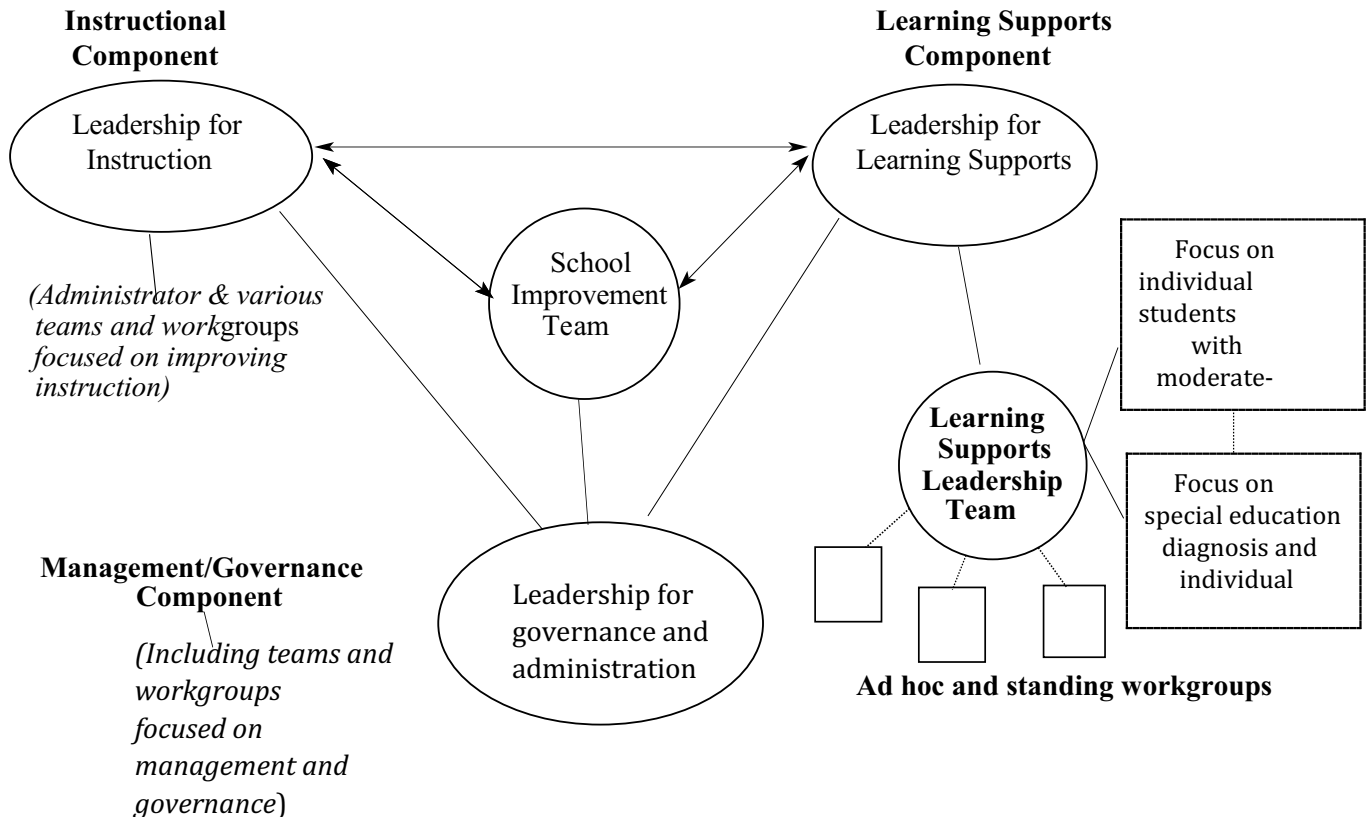 Instructional
Component
Learning Supports
Component
Leadership for
Instruction
Leadership for
Learning Supports
School
Improvement
Team
(Administrator & various
teams and workgroups
focused on improving
instruction)
Focus on
individual
students
with
moderate-
Learning
Supports
Leadership
Team
Focus on
special education
diagnosis and
individual
Management/Governance
Component
(Including teams and
workgroups
focused on
management and
governance)
Leadership for
governance and
administration
Ad hoc and standing workgroups